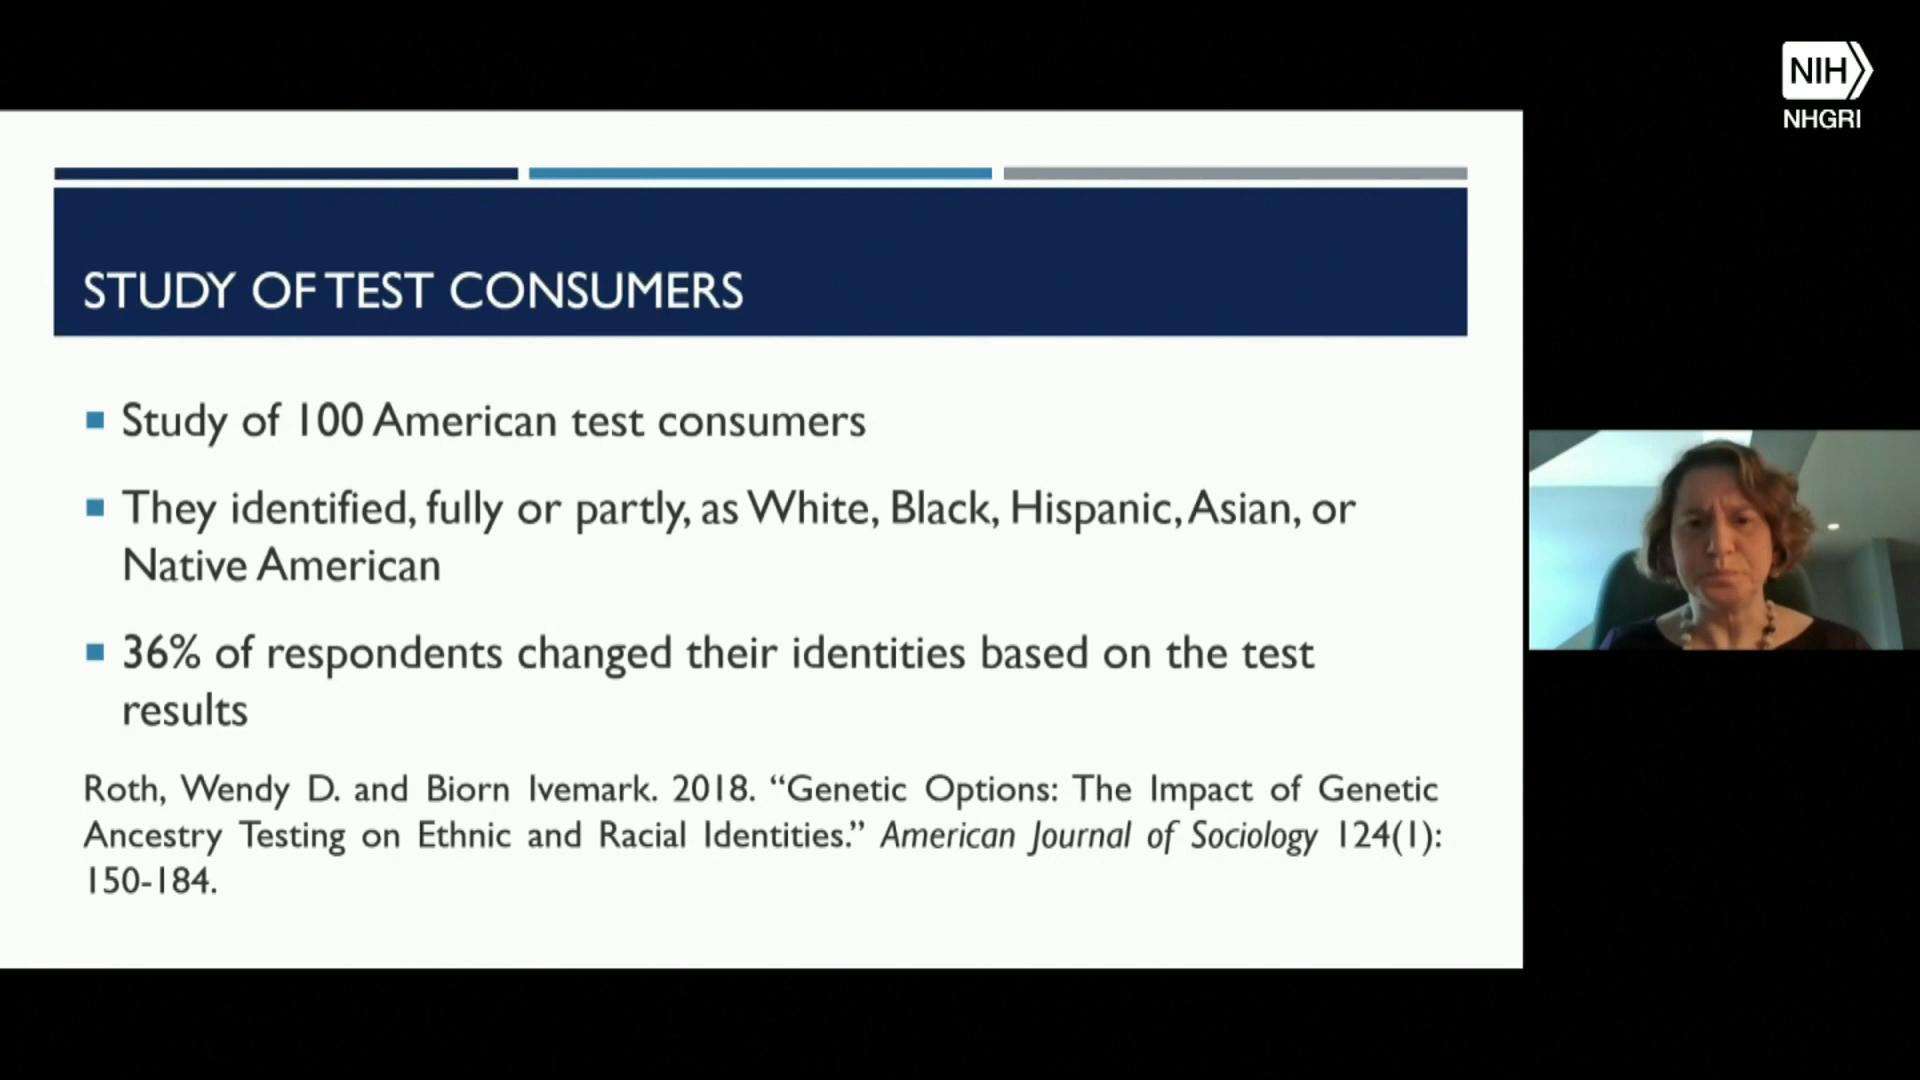 NIH
NHGRI
STUDY OF TEST CONSUMERS
Study of 100 American test consumers
They identified, fully or partly, as White, Black, Hispanic, Asian, or
Native American
36% of respondents changed their identities based on the test
results
Roth, Wendy D. and Biorn Ivemark. 2018. “Genetic Options: The Impact of Genetic
Ancestry Testing on Ethnic and Racial Identities.” American Journal of Sociology 124(1):
150-184.